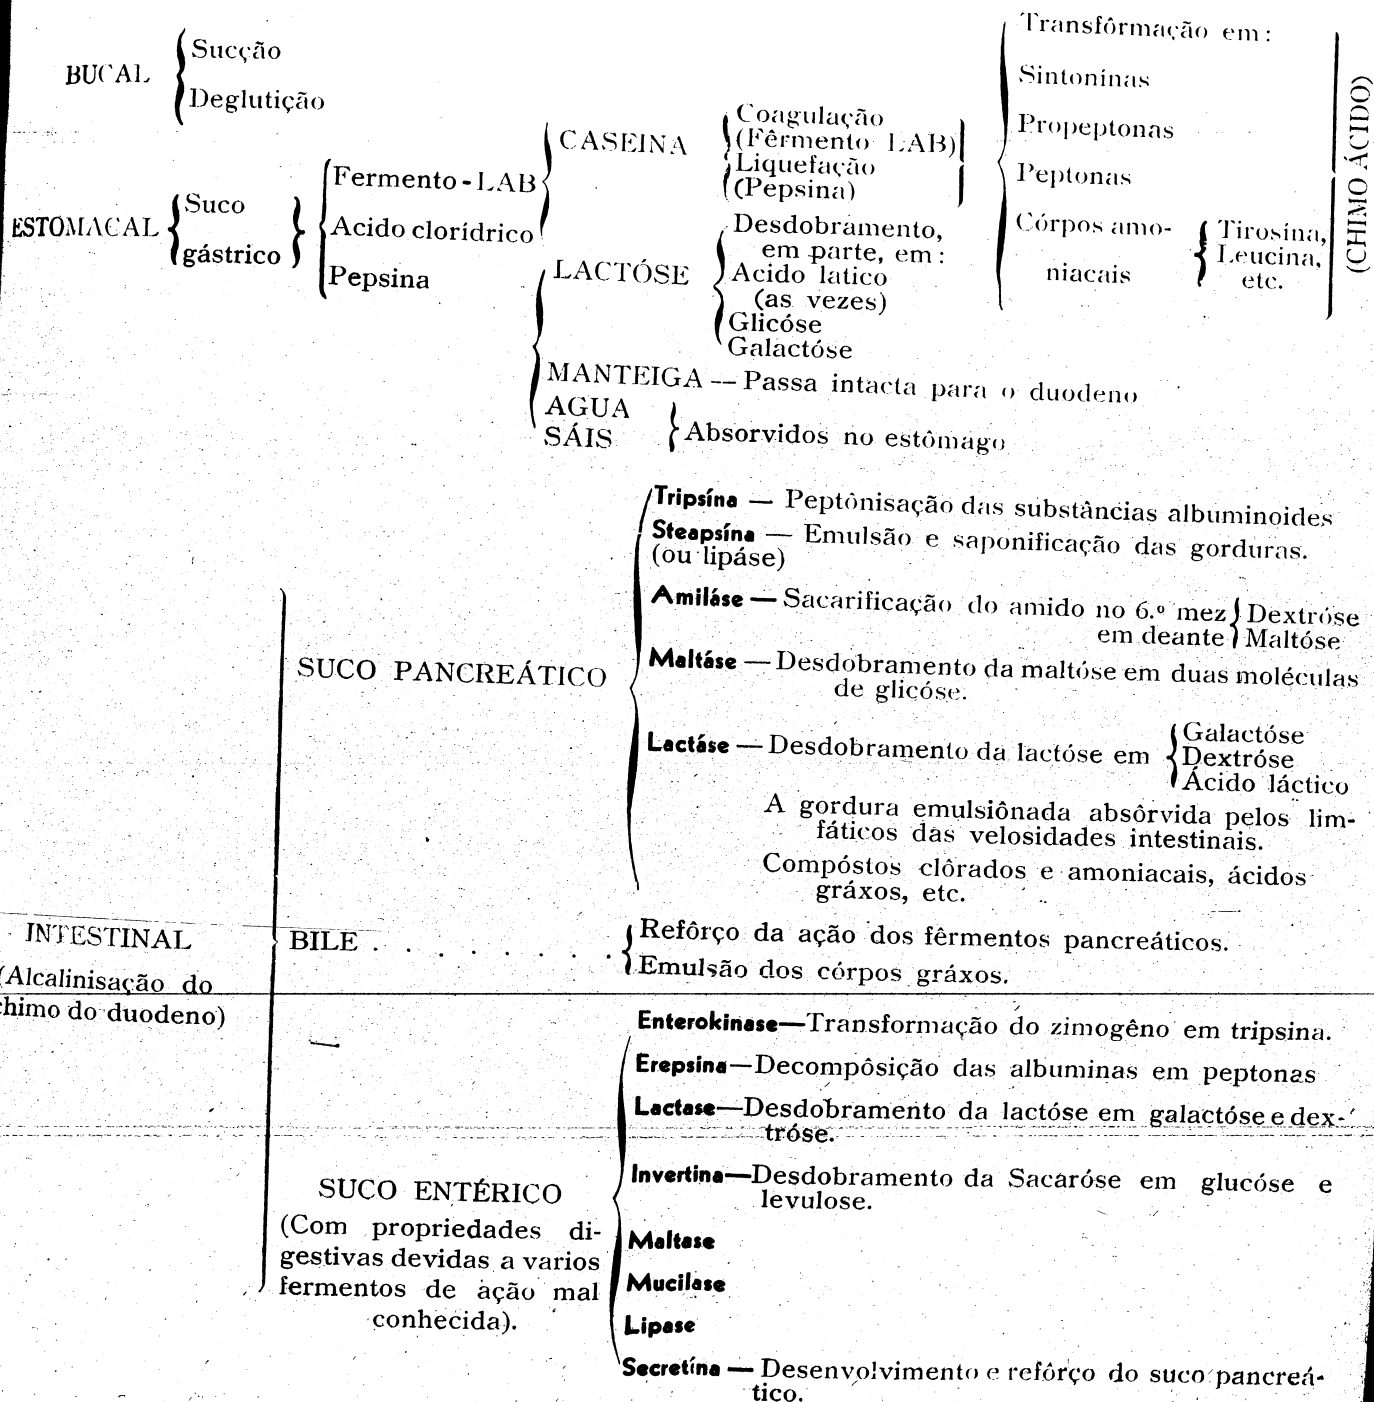 BUCAL
Sucção
Deglutição
ESTOMACAL
Suco
gástrico
Fermento-LAB
Acido clorídrico
Pepsina
CASEINA
Coagulação
(Fêrmento LAB)
Liquefação
(Pepsina)
Transfôrmação em:
Sintonínas
Propeptonas
Peptonas
Córpos amo-
niacais
Tirosína,
Leucina,
etc.
(CHIMO ÁCIDO)
LACTÓSE
Desdobramento,
em parte, em:
Acido latico
(as vezes)
Glicóse
Galactóse
MANTEIGA -- Passa intacta para o duodeno
AGUA
SÁIS
Absorvidos no estômago
INTESTINAL
(Alcalinisação do
chimo do duodeno)
SUCO PANCREÁTICO
Tripsína — Peptônisação das substâncias albuminoides
Steapsína — Emulsão e saponificação das gorduras.
(ou lipáse)
Amiláse — Sacarificação do amido no 6.º mez
em deante
Dextróse
Maltóse
Maltáse — Desdobramento da maltóse em duas moléculas
de glicóse.
Lactáse — Desdobramento da lactóse em
Galactóse
Dextróse
Ácido láctico
A gordura emulsiônada absôrvida pelos lim-
fáticos das velosidades intestinais.
Compóstos clôrados e amoniacais, ácidos
gráxos, etc.
BILE . . . . . . .
Refôrço da ação dos fêrmentos pancreáticos.
Emulsão dos córpos gráxos.
SUCO ENTÉRICO
(Com propriedades di-
gestivas devidas a varios
fermentos de ação mal
conhecida).
Enterokinase—Transformação do zimogêno em tripsina.
Erepsina—Decompôsição das albuminas em peptonas
Lactase—Desdobramento da lactóse em galactóse e dex-
tróse.
Invertina—Desdobramento da Sacaróse em glucóse e
levulose.
Maltase
Mucilase
Lipase
Secretína — Desenvolvimento e refôrço do suco pancreá-
tico.